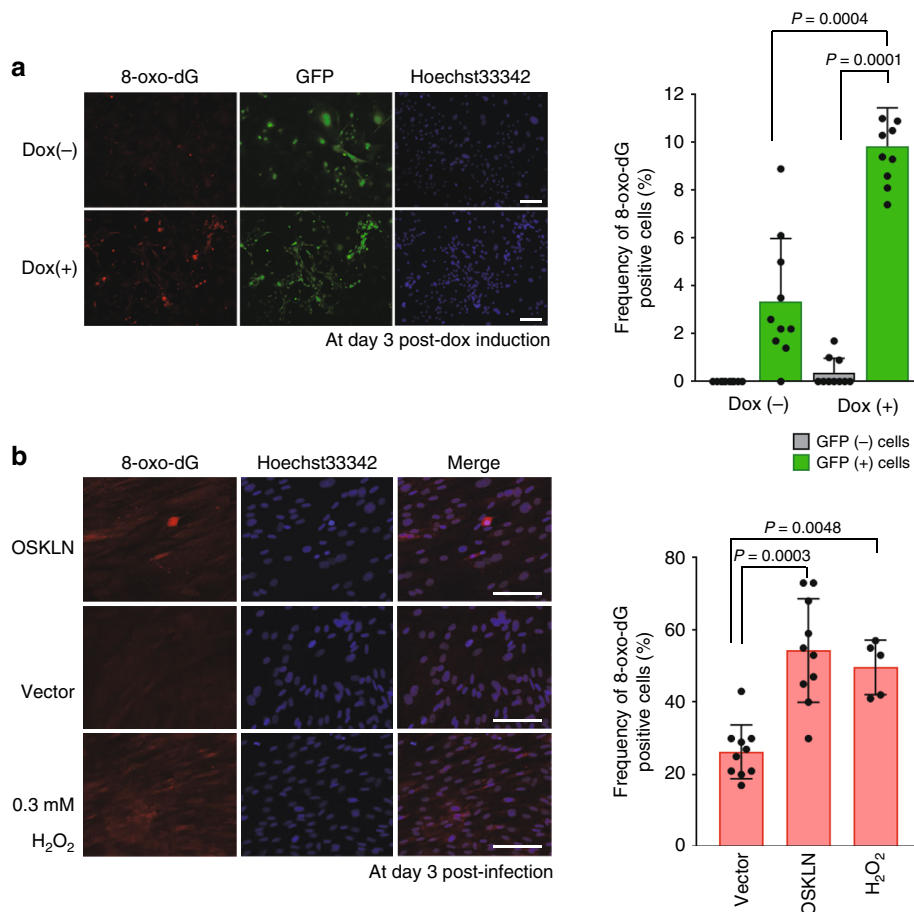 a
8-oxo-dG GFP Hoechst33342
Dox(–)
Dox(+)
At day 3 post-dox induction
P = 0.0004
P = 0.0001
Frequency of 8-oxo-dG
positive cells (%)
12
10
8
6
4
2
0
Dox (–) Dox (+)
GFP (–) cells
GFP (+) cells
b
8-oxo-dG Hoechst33342 Merge
OSKLN
Vector
0.3 mM
H₂O₂
At day 3 post-infection
P = 0.0048
P = 0.0003
Frequency of 8-oxo-dG
positive cells (%)
80
60
40
20
0
Vector
OSKLN
H₂O₂